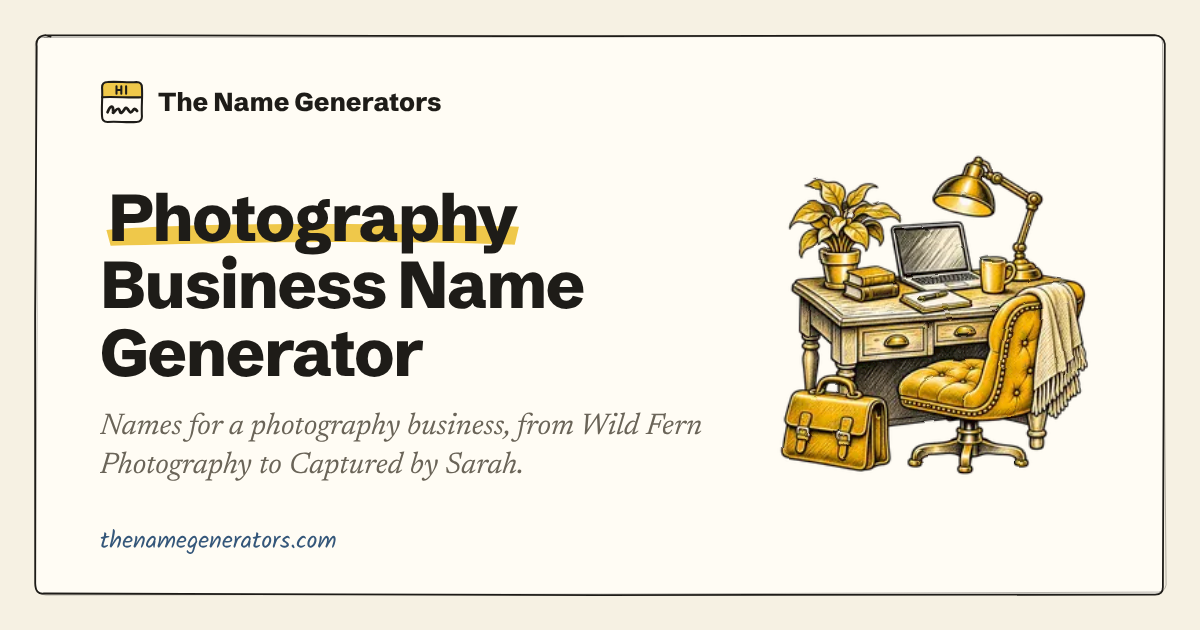 HI
The Name Generators
Photography
Business Name
Generator
Names for a photography business, from Wild Fern
Photography to Captured by Sarah.
thenamegenerators.com